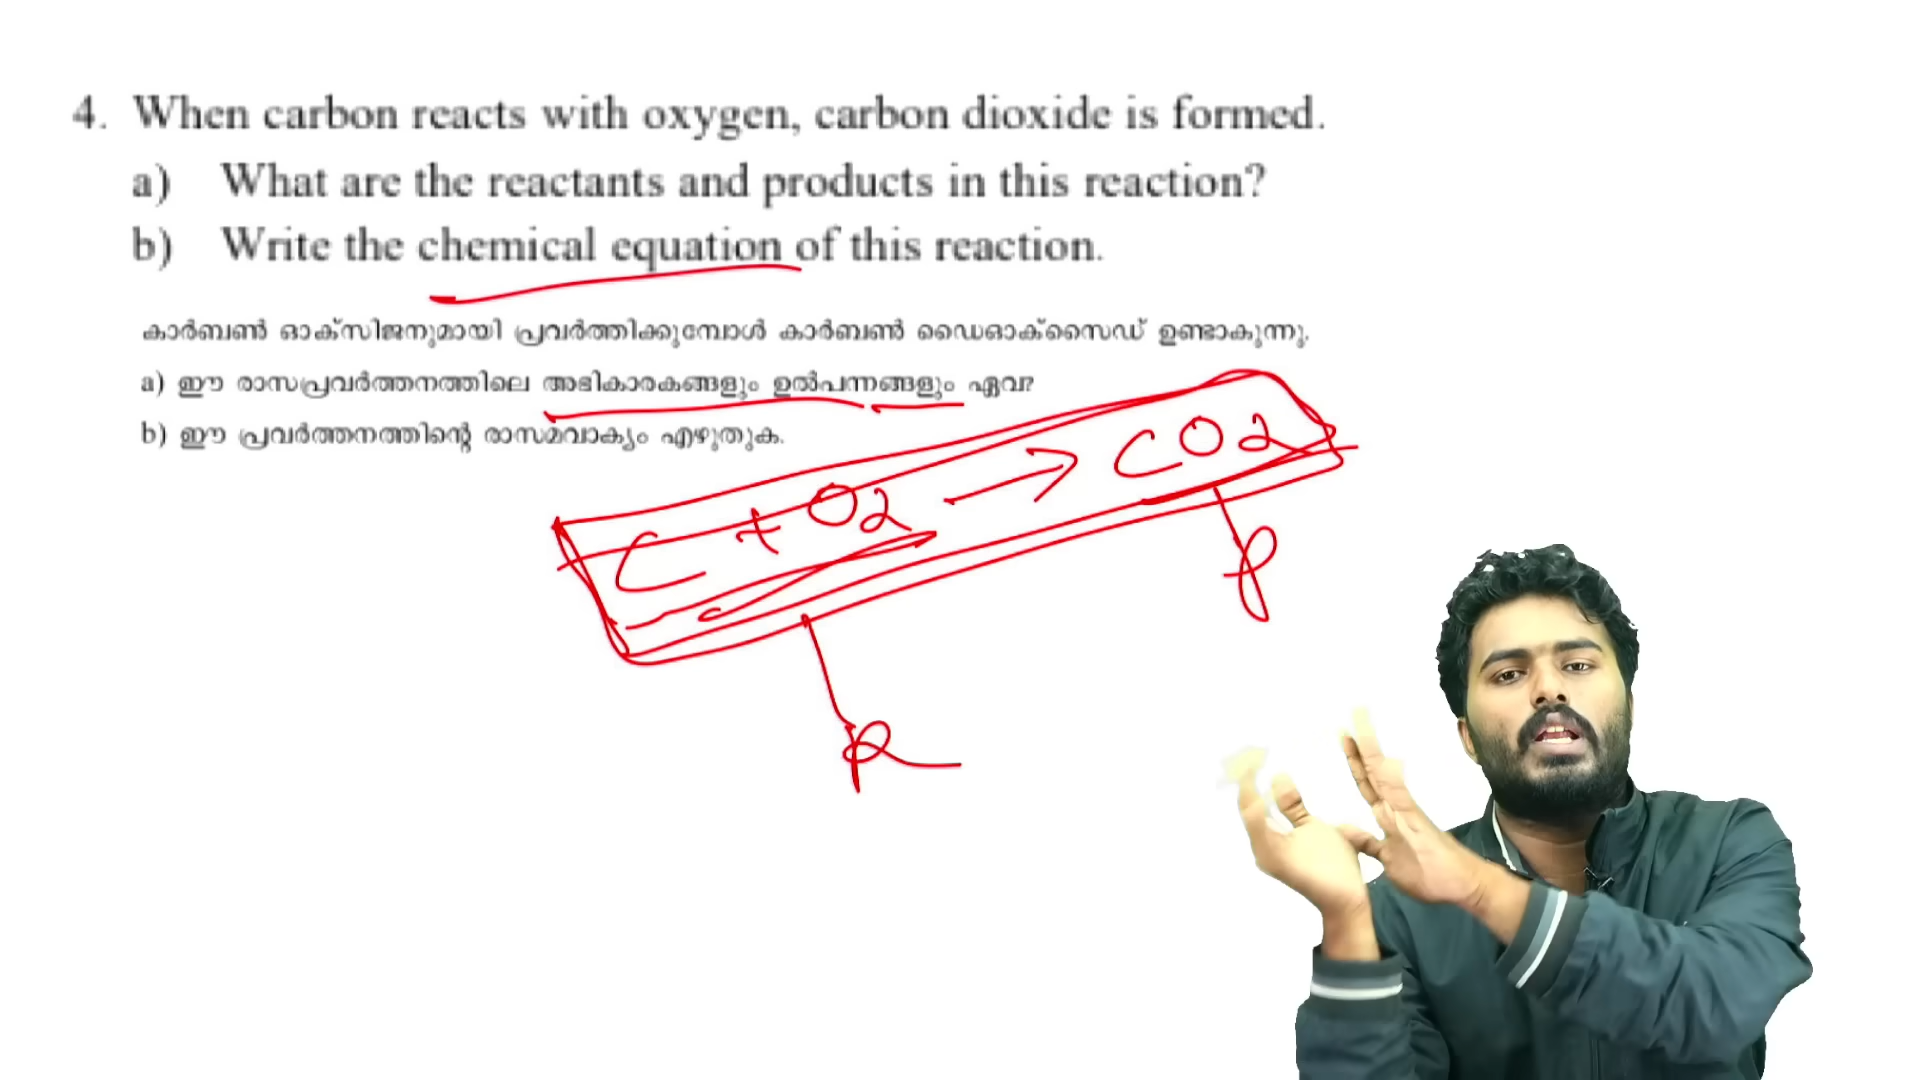 4. When carbon reacts with oxygen, carbon dioxide is formed.
a) What are the reactants and products in this reaction?
b) Write the chemical equation of this reaction.
കാർബൺ ഓക്സിജനുമായി പ്രവർത്തിക്കുമ്പോൾ കാർബൺ ഡൈഓക്സൈഡ് ഉണ്ടാകുന്നു.
a) ഈ രാസപ്രവർത്തനത്തിലെ അഭികാരകങ്ങളും ഉൽപന്നങ്ങളും ഏവ?
b) ഈ പ്രവർത്തനത്തിന്റെ രാസമവാക്യം എഴുതുക.
C + O2 → CO2
P
R